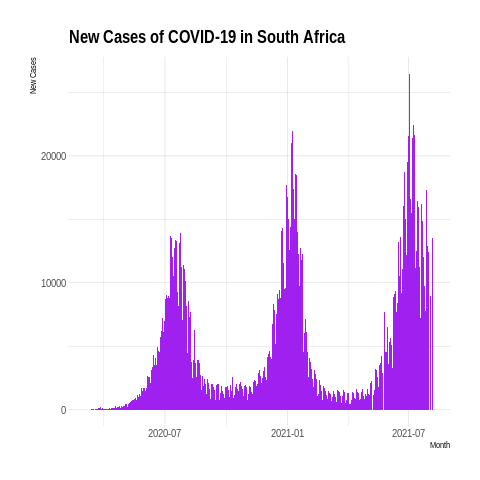 New Cases of COVID-19 in South Africa
New Cases
20000
10000
0
2020-07
2021-01
2021-07
Month